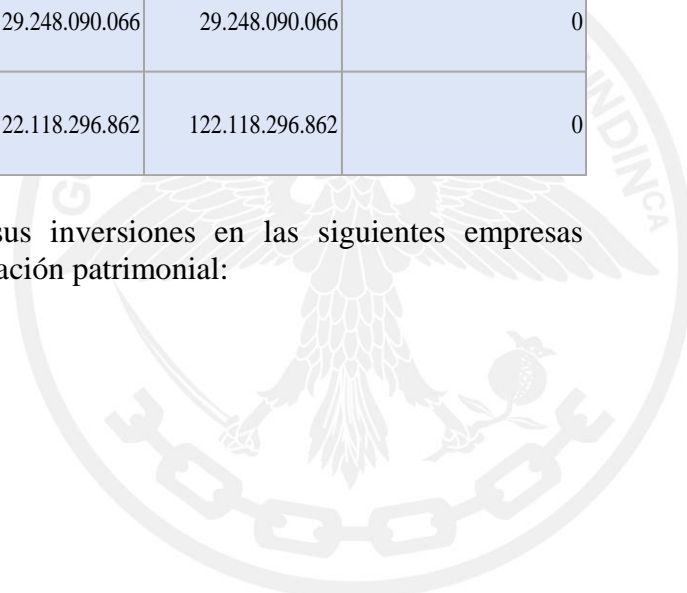 29.248.090.066 29.248.090.066 0
22.118.296.862 122.118.296.862 0
sus inversiones en las siguientes empresas
ación patrimonial: